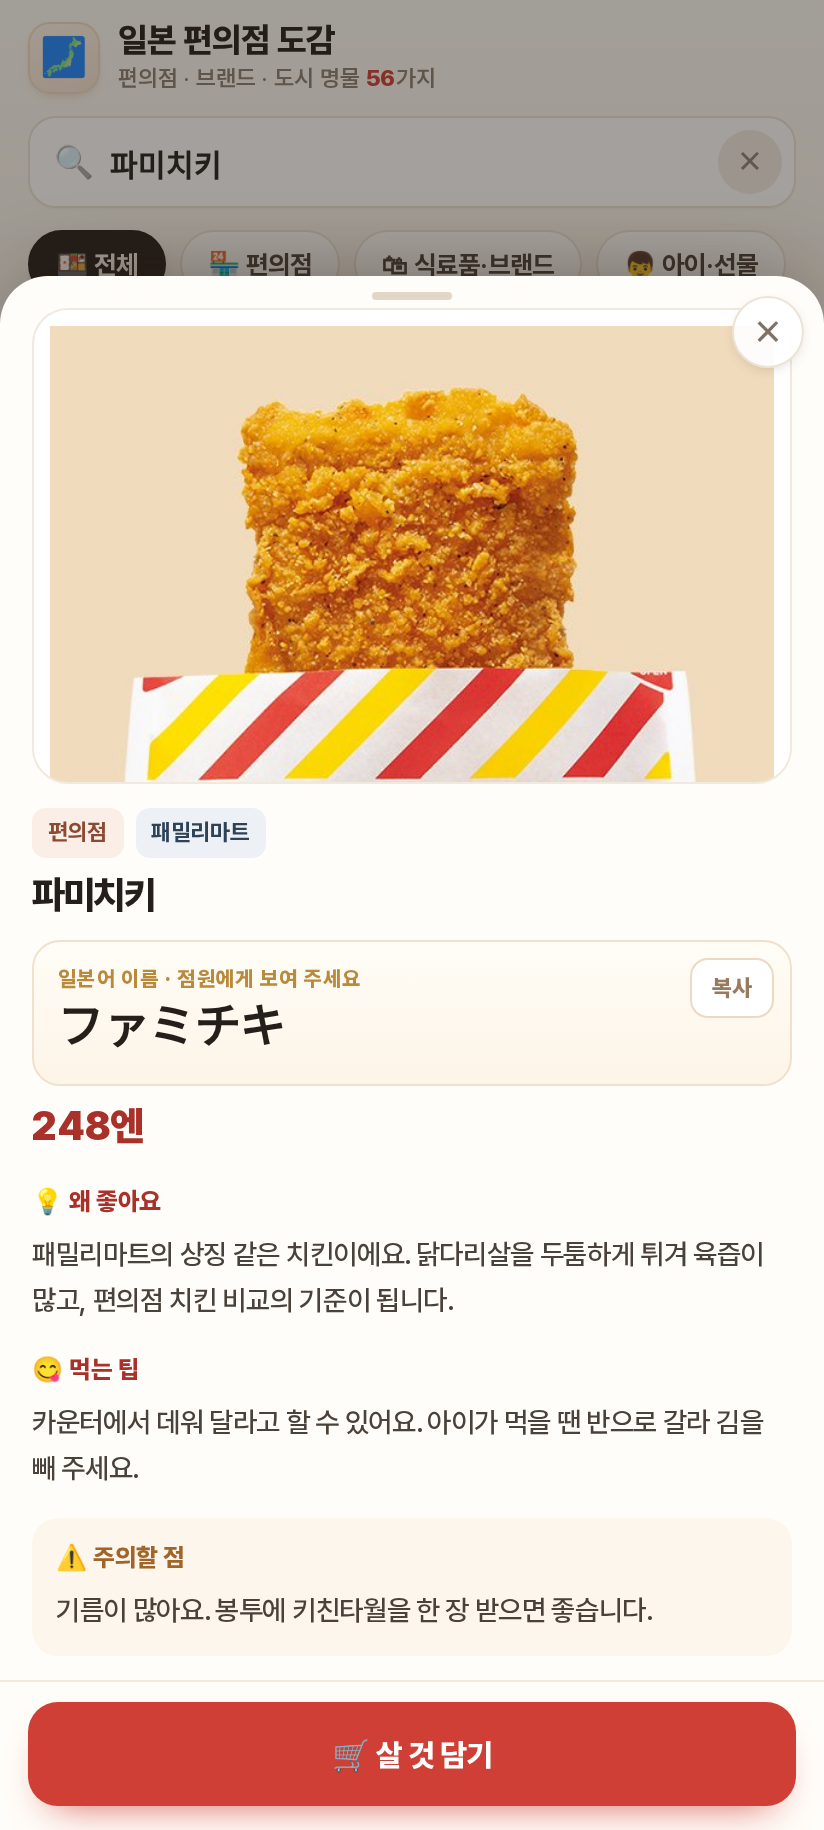 일본 편의점 도감
편의점 · 브랜드 · 도시 명물 56가지
파미치키
전체
편의점
식료품·브랜드
아이·선물
편의점
패밀리마트
파미치키
일본어 이름 · 점원에게 보여 주세요
복사
ファミチキ
248엔
왜 좋아요
패밀리마트의 상징 같은 치킨이에요. 닭다리살을 두툼하게 튀겨 육즙이
많고, 편의점 치킨 비교의 기준이 됩니다.
먹는 팁
카운터에서 데워 달라고 할 수 있어요. 아이가 먹을 땐 반으로 갈라 김을
빼 주세요.
주의할 점
기름이 많아요. 봉투에 키친타월을 한 장 받으면 좋습니다.
살 것 담기